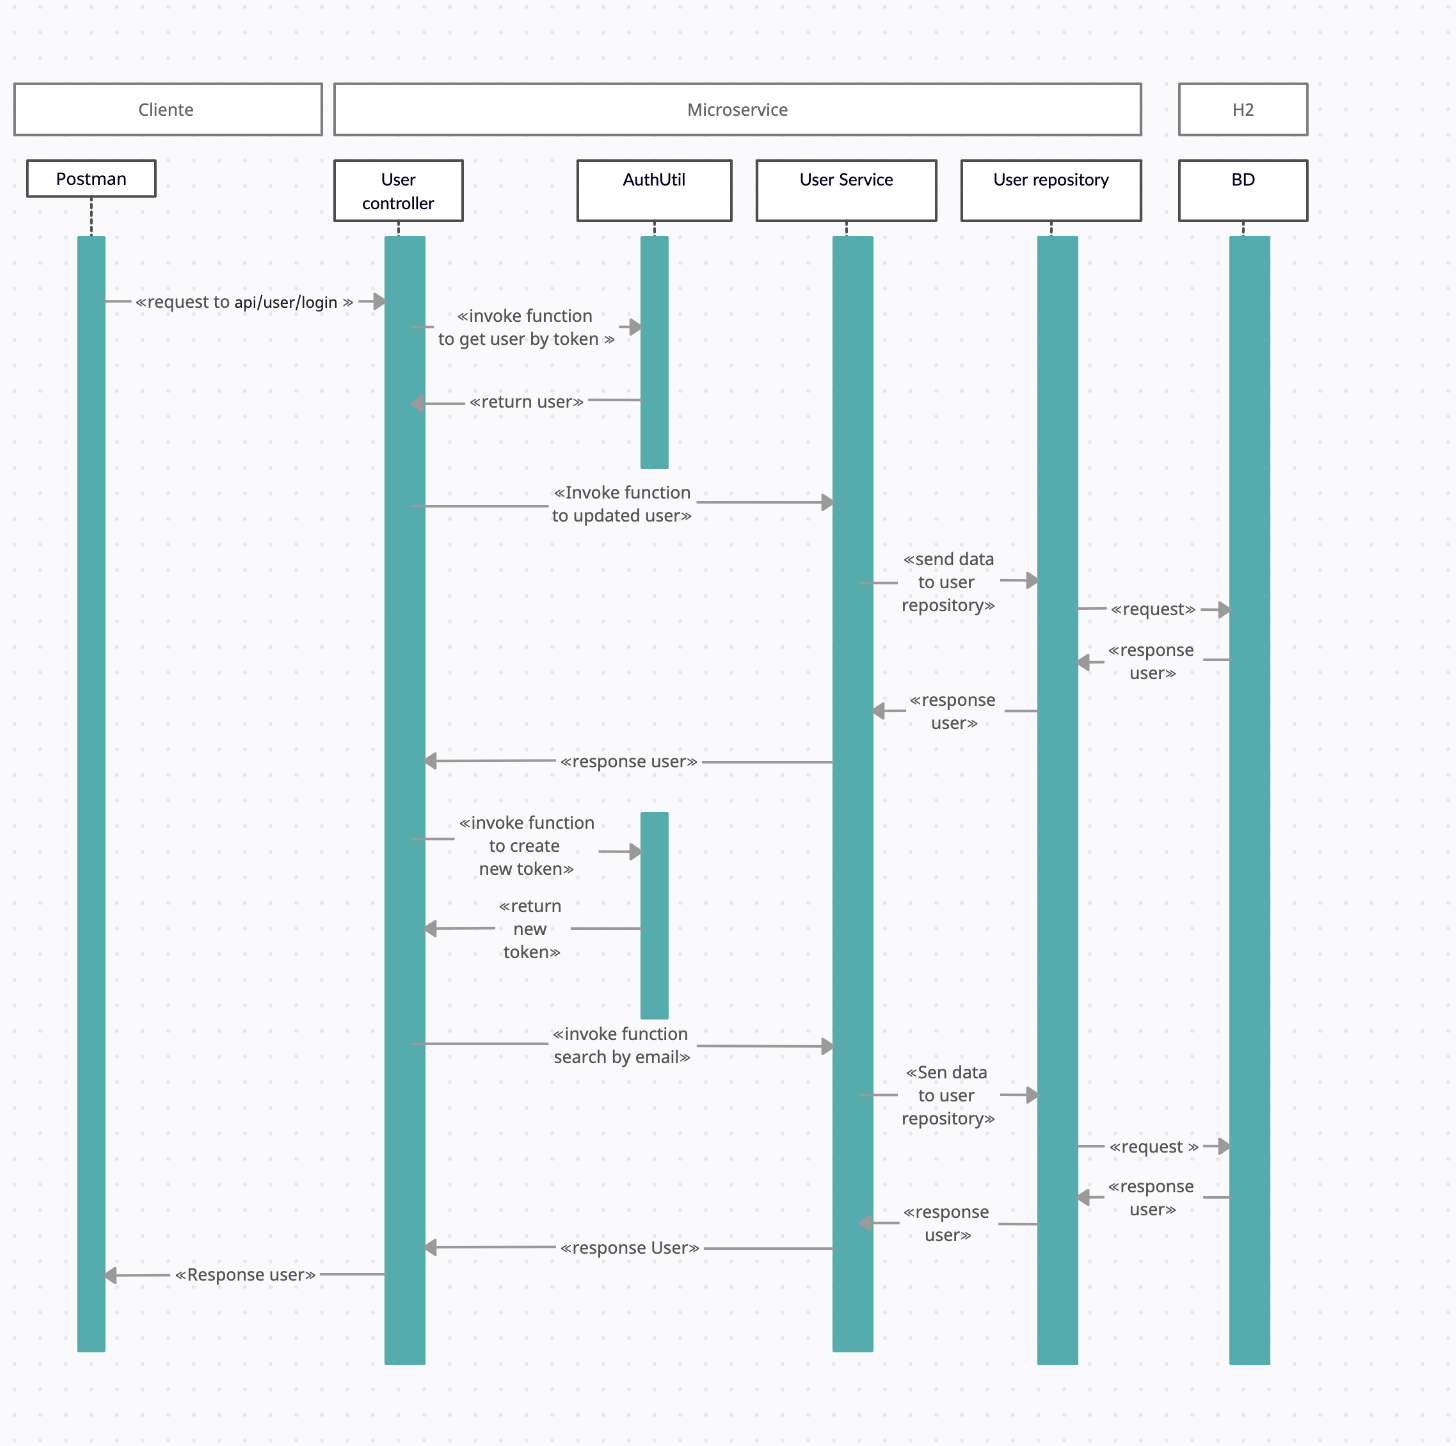 Cliente
Microservice
H2
Postman
User
controller
AuthUtil
User Service
User repository
BD
«request to api/user/login »
«invoke function
to get user by token »
«return user»
«Invoke function
to updated user»
«send data
to user
repository»
«request»
«response
user»
«response
user»
«response user»
«invoke function
to create
new token»
«return
new
token»
«invoke function
search by email»
«Sen data
to user
repository»
«request »
«response
user»
«response
user»
«response User»
«Response user»